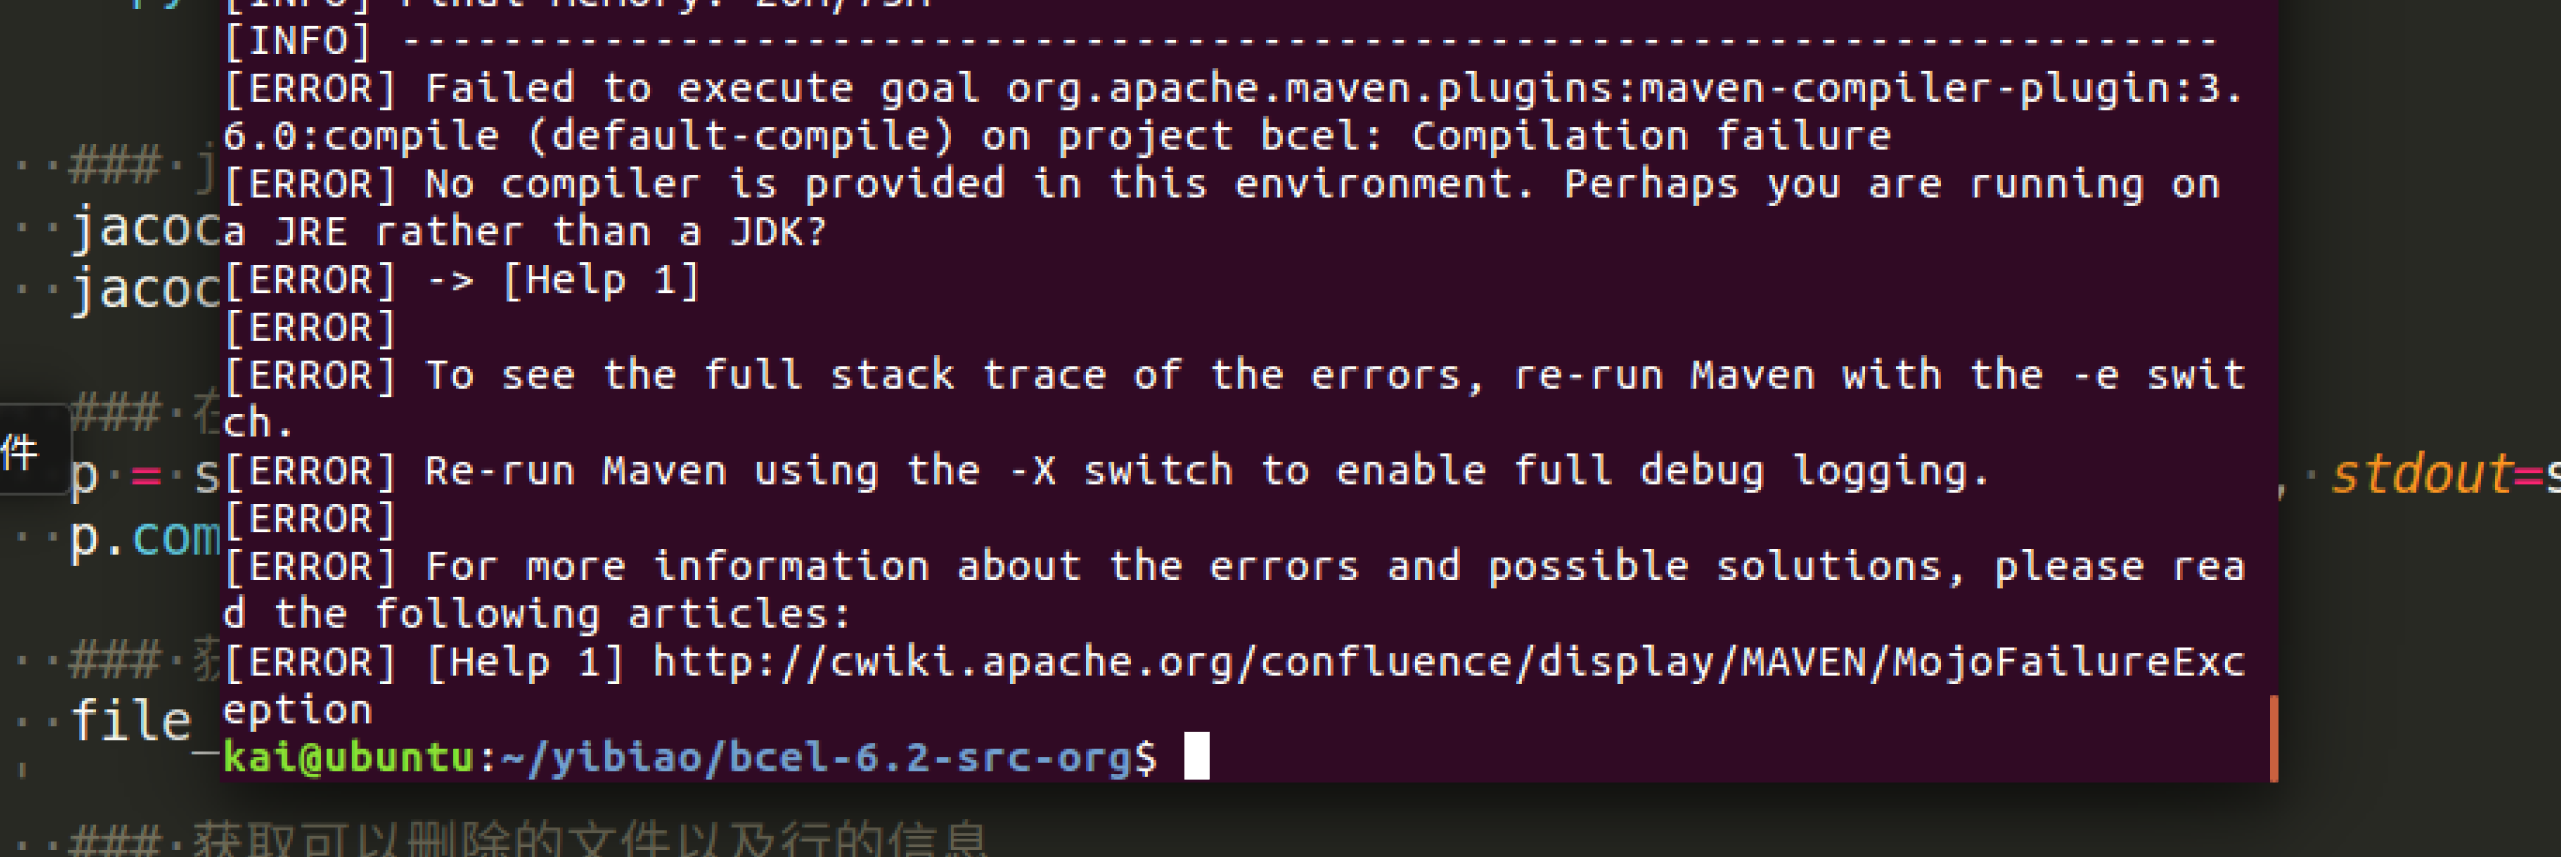 [INFO] ------------------------------------------------------------------------
[ERROR] Failed to execute goal org.apache.maven.plugins:maven-compiler-plugin:3.
6.0:compile (default-compile) on project bcel: Compilation failure
[ERROR] No compiler is provided in this environment. Perhaps you are running on
a JRE rather than a JDK?
[ERROR] -> [Help 1]
[ERROR]
[ERROR] To see the full stack trace of the errors, re-run Maven with the -e swit
ch.
[ERROR] Re-run Maven using the -X switch to enable full debug logging.
[ERROR]
[ERROR] For more information about the errors and possible solutions, please rea
d the following articles:
[ERROR] [Help 1] http://cwiki.apache.org/confluence/display/MAVEN/MojoFailureExc
eption
kai@ubuntu:~/yibiao/bcel-6.2-src-org$
### j
jacoc
jacoc
### 在
件
p = s
, stdout=s
p.com
### 获
file_
### 获取可以删除的文件以及行的信息